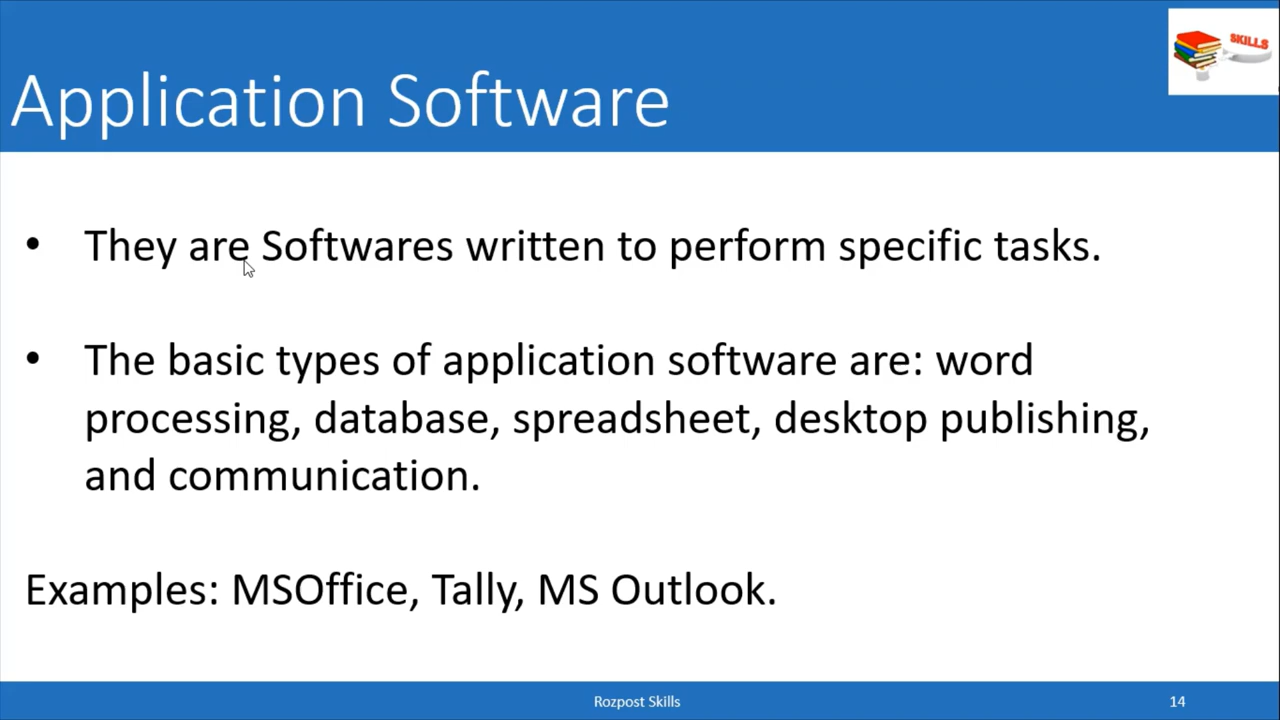 SKILLS
Application Software
• They are Softwares written to perform specific tasks.
• The basic types of application software are: word
processing, database, spreadsheet, desktop publishing,
and communication.
Examples: MSOffice, Tally, MS Outlook.
Rozpost Skills
14